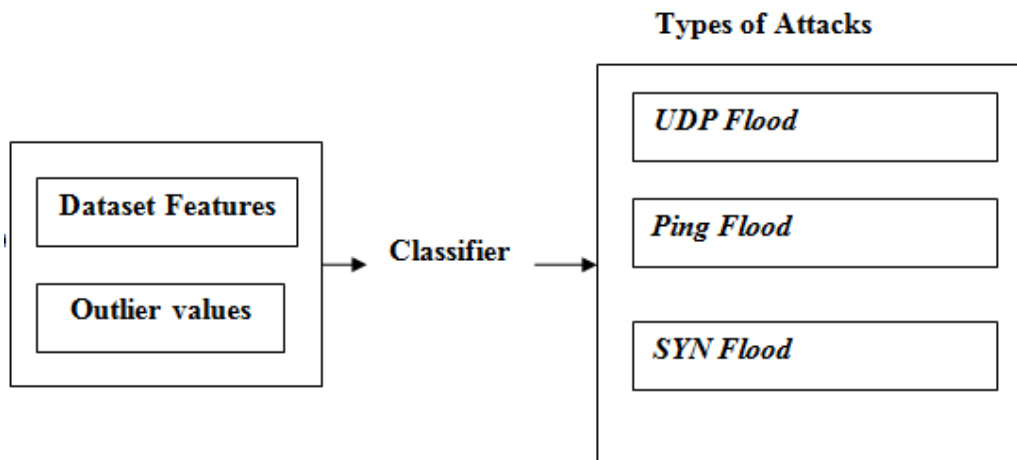 Types of Attacks
UDP Flood
Dataset Features
Ping Flood
Classifier
Outlier values
SYN Flood